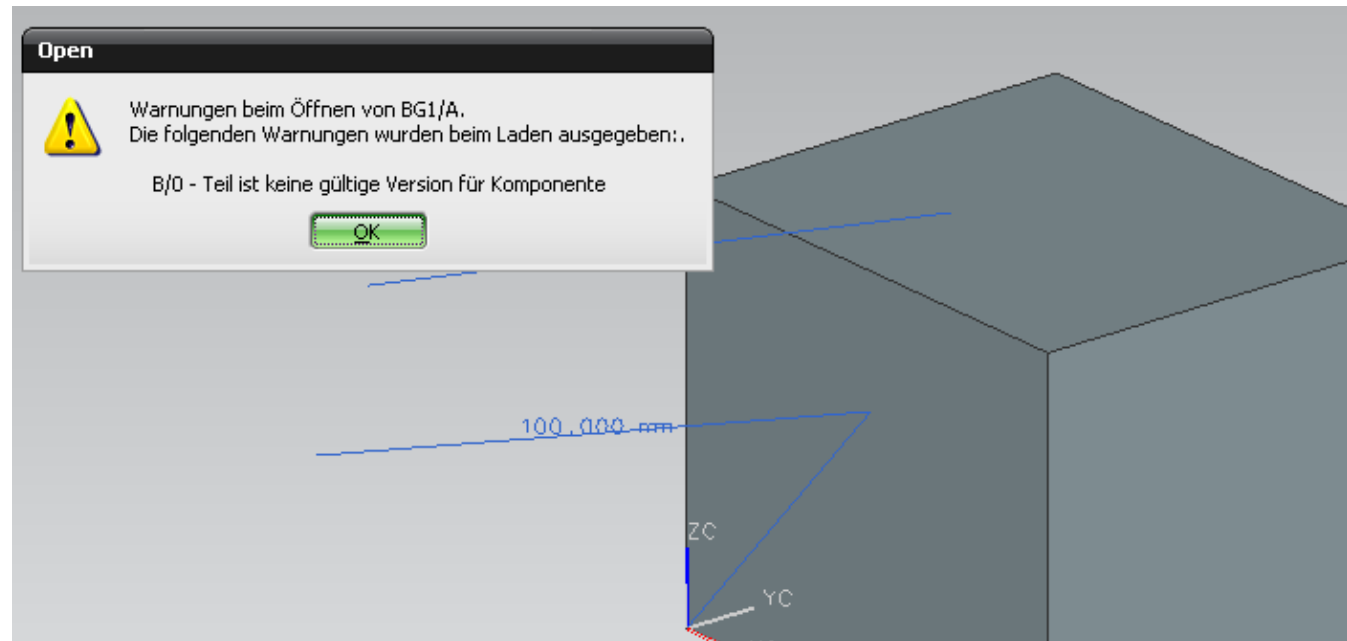 Open
Warnungen beim Öffnen von BG1/A.
Die folgenden Warnungen wurden beim Laden ausgegeben:.
B/0 - Teil ist keine gültige Version für Komponente
OK
100,000 mm
ZC
YC